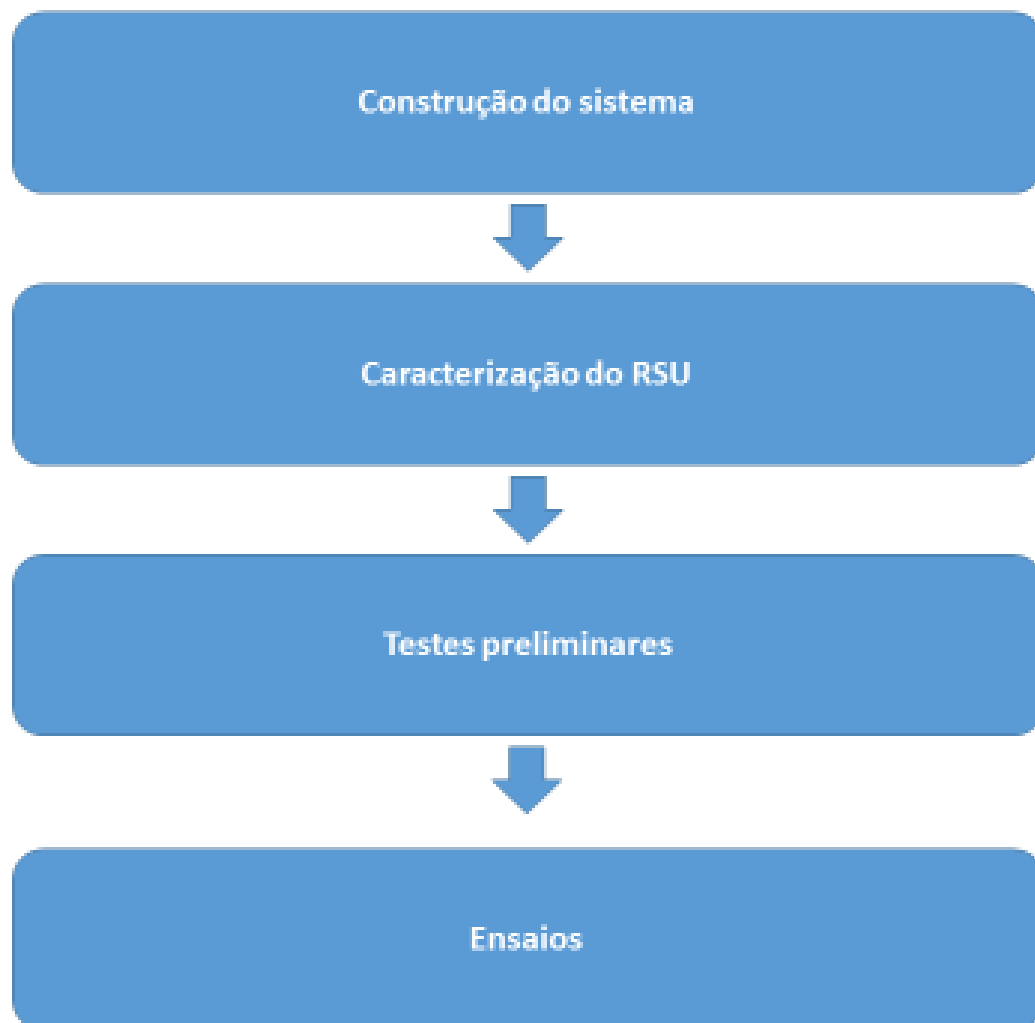 Construção do sistema
Caracterização do RSU
Testes preliminares
Ensaios